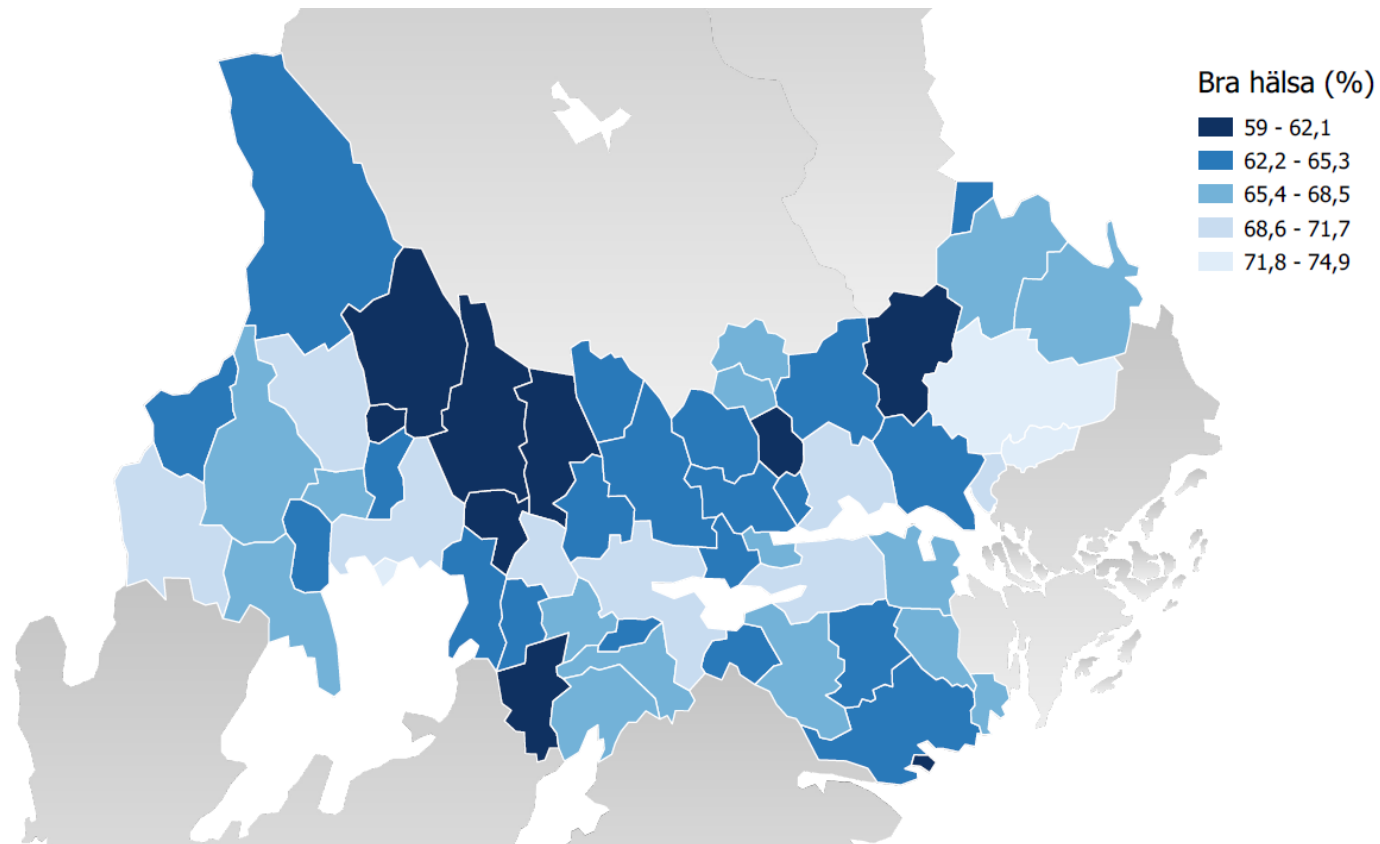 Bra hälsa (%)
59 - 62,1
62,2 - 65,3
65,4 - 68,5
68,6 - 71,7
71,8 - 74,9